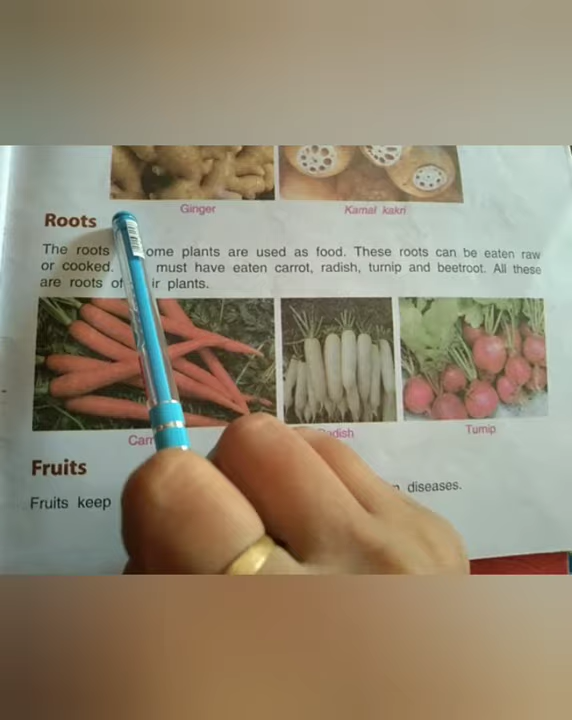 Ginger
Kamal kakri
Roots
The roots ome plants are used as food. These roots can be eaten raw
or cooked. must have eaten carrot, radish, turnip and beetroot. All these
are roots of ir plants.
Carr
adish
Turnip
Fruits
diseases.
Fruits keep